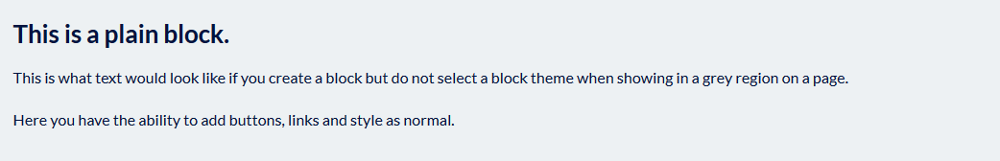 This is a plain block.
This is what text would look like if you create a block but do not select a block theme when showing in a grey region on a page.
Here you have the ability to add buttons, links and style as normal.